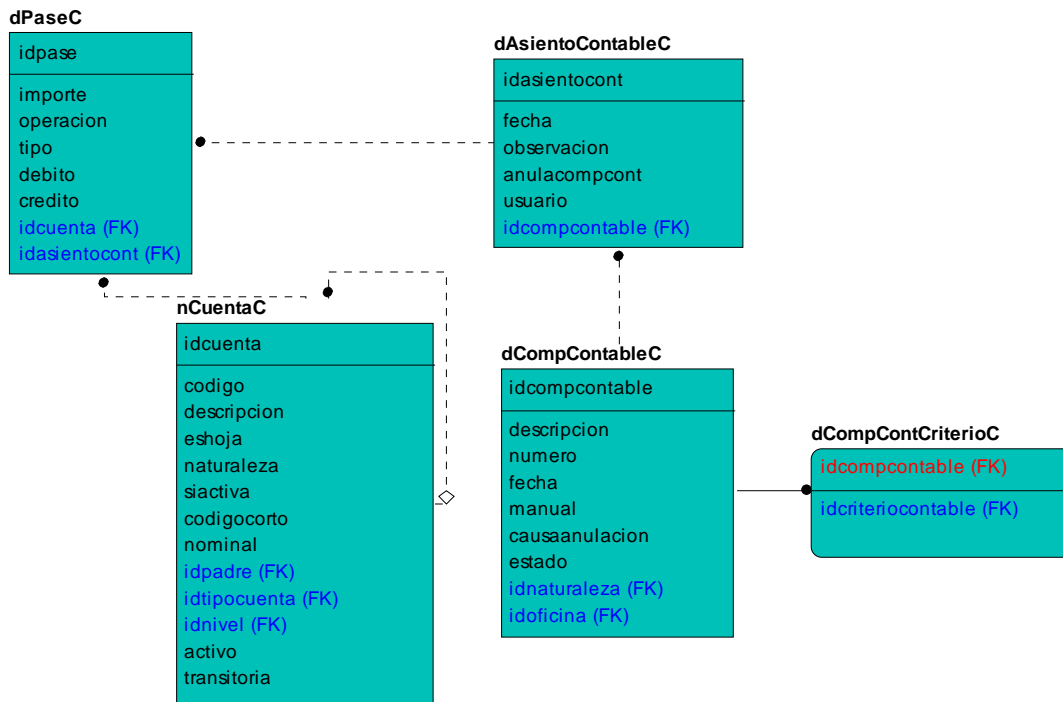 dPaseC
idpase
importe
operacion
tipo
debito
credito
idcuenta (FK)
idasientocont (FK)
dAsientoContableC
idasientocont
fecha
observacion
anulacompcont
usuario
idcompcontable (FK)
nCuentaC
idcuenta
codigo
descripcion
eshoja
naturaleza
siactiva
codigocorto
nominal
idpadre (FK)
idtipocuenta (FK)
idnivel (FK)
activo
transitoria
dCompContableC
idcompcontable
descripcion
numero
fecha
manual
causaanulacion
estado
idnaturaleza (FK)
idoficina (FK)
dCompContCriterioC
idcompcontable (FK)
idcriteriocontable (FK)